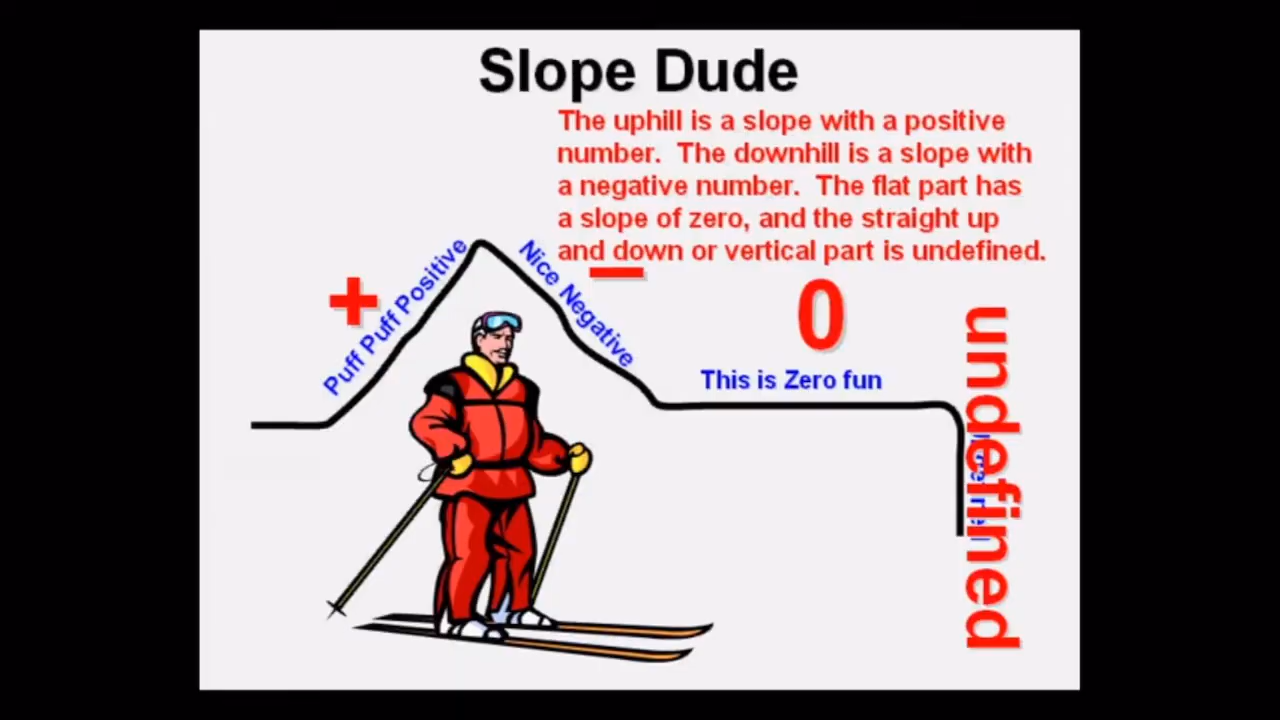 Slope Dude
The uphill is a slope with a positive
number. The downhill is a slope with
a negative number. The flat part has
a slope of zero, and the straight up
and down or vertical part is undefined.
+
Puff Puff Positive
Nice Negative
−
0
This is Zero fun
undefined